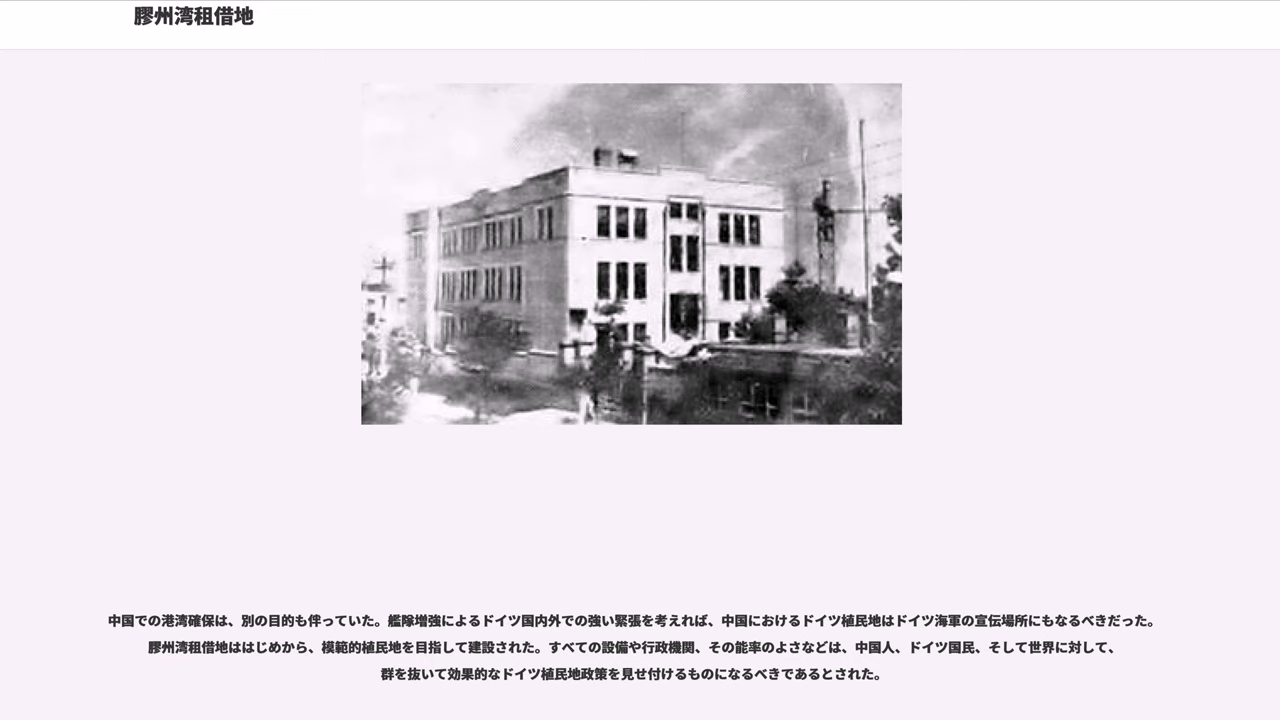 膠州湾租借地
中国での港湾確保は、別の目的も伴っていた。艦隊増強によるドイツ国内外での強い緊張を考えれば、中国におけるドイツ植民地はドイツ海軍の宣伝場所にもなるべきだった。
膠州湾租借地ははじめから、模範的植民地を目指して建設された。すべての設備や行政機関、その能率のよさなどは、中国人、ドイツ国民、そして世界に対して、
群を抜いて効果的なドイツ植民地政策を見せ付けるものになるべきであるとされた。